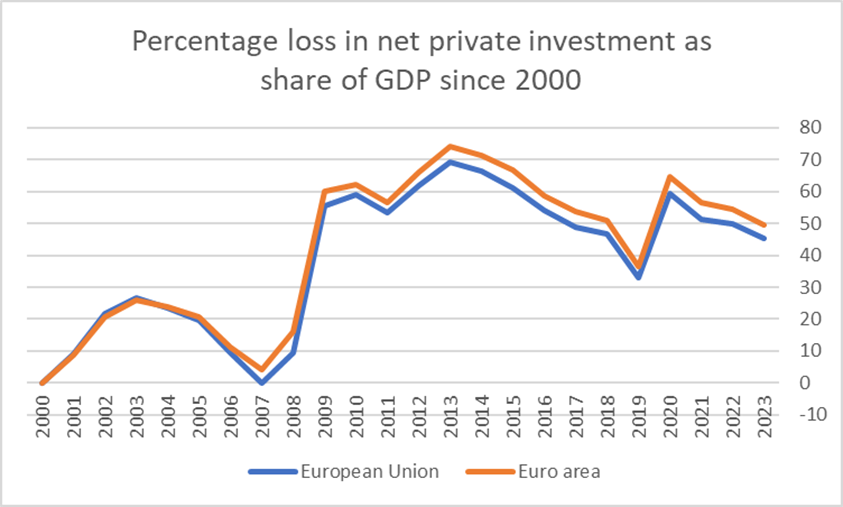 Percentage loss in net private investment as
share of GDP since 2000
80
70
60
50
40
30
20
10
0
-10
2000 2001 2002 2003 2004 2005 2006 2007 2008 2009 2010 2011 2012 2013 2014 2015 2016 2017 2018 2019 2020 2021 2022 2023
European Union Euro area